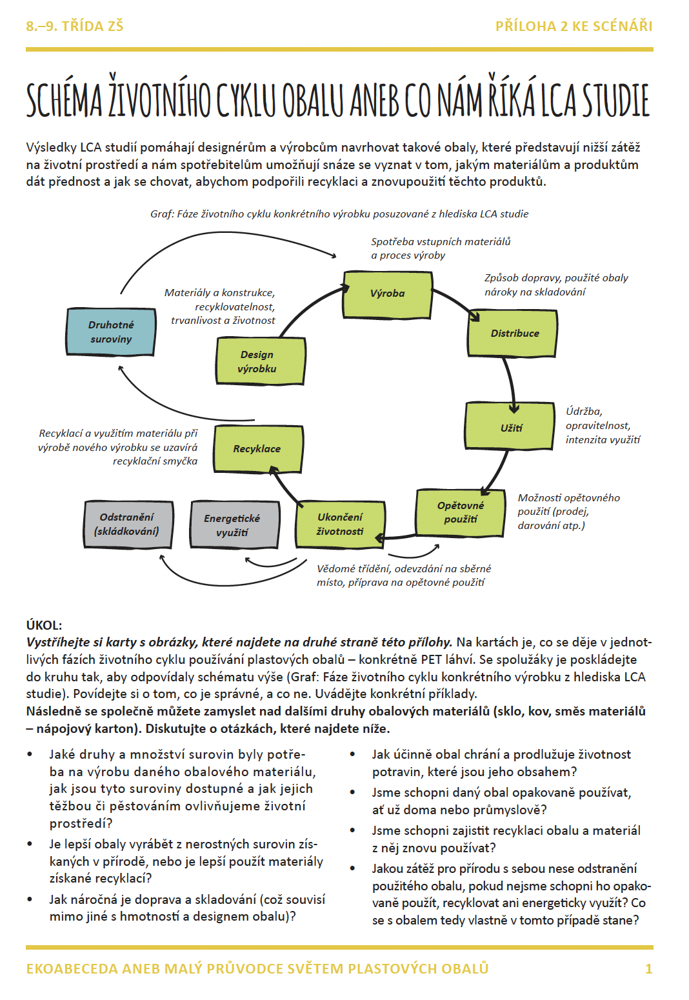 8.–9. TŘÍDA ZŠ
PŘÍLOHA 2 KE SCÉNÁŘI
SCHÉMA ŽIVOTNÍHO CYKLU OBALU ANEB CO NÁM ŘÍKÁ LCA STUDIE
Výsledky LCA studií pomáhají designérům a výrobcům navrhovat takové obaly, které představují nižší zátěž
na životní prostředí a nám spotřebitelům umožňují snáze se vyznat v tom, jakým materiálům a produktům
dát přednost a jak se chovat, abychom podpořili recyklaci a znovupoužití těchto produktů.
Graf: Fáze životního cyklu konkrétního výrobku posuzované z hlediska LCA studie
Spotřeba vstupních materiálů
a proces výroby
Výroba
Způsob dopravy, použité obaly
nároky na skladování
Materiály a konstrukce,
recyklovatelnost,
trvanlivost a životnost
Druhotné
suroviny
Distribuce
Design
výrobku
Údržba,
opravitelnost,
intenzita využití
Užití
Recyklací a využitím materiálu při
výrobě nového výrobku se uzavírá
recyklační smyčka
Recyklace
Možnosti opětovného
použití (prodej,
darování atp.)
Opětovné
použití
Odstranění
(skládkování)
Energetické
využití
Ukončení
životnosti
Vědomé třídění, odevzdání na sběrné
místo, příprava na opětovné použití
ÚKOL:
Vystříhejte si karty s obrázky, které najdete na druhé straně této přílohy. Na kartách je, co se děje v jednot-
livých fázích životního cyklu používání plastových obalů – konkrétně PET láhví. Se spolužáky je poskládejte
do kruhu tak, aby odpovídaly schématu výše (Graf: Fáze životního cyklu konkrétního výrobku z hlediska LCA
studie). Povídejte si o tom, co je správné, a co ne. Uvádějte konkrétní příklady.
Následně se společně můžete zamyslet nad dalšími druhy obalových materiálů (sklo, kov, směs materiálů
– nápojový karton). Diskutujte o otázkách, které najdete níže.
• Jaké druhy a množství surovin byly potře-
ba na výrobu daného obalového materiálu,
jak jsou tyto suroviny dostupné a jak jejich
těžbou či pěstováním ovlivňujeme životní
prostředí?
• Je lepší obaly vyrábět z nerostných surovin zís-
kaných v přírodě, nebo je lepší použít materiály
získané recyklací?
• Jak náročná je doprava a skladování (což souvisí
mimo jiné s hmotností a designem obalu)?
• Jak účinně obal chrání a prodlužuje životnost
potravin, které jsou jeho obsahem?
• Jsme schopni daný obal opakovaně používat,
ať už doma nebo průmyslově?
• Jsme schopni zajistit recyklaci obalu a materiál
z něj znovu používat?
• Jakou zátěž pro přírodu s sebou nese odstranění
použitého obalu, pokud nejsme schopni ho opako-
vaně použít, recyklovat ani energeticky využít? Co
se s obalem tedy vlastně v tomto případě stane?
EKOABECEDA ANEB MALÝ PRŮVODCE SVĚTEM PLASTOVÝCH OBALŮ
1